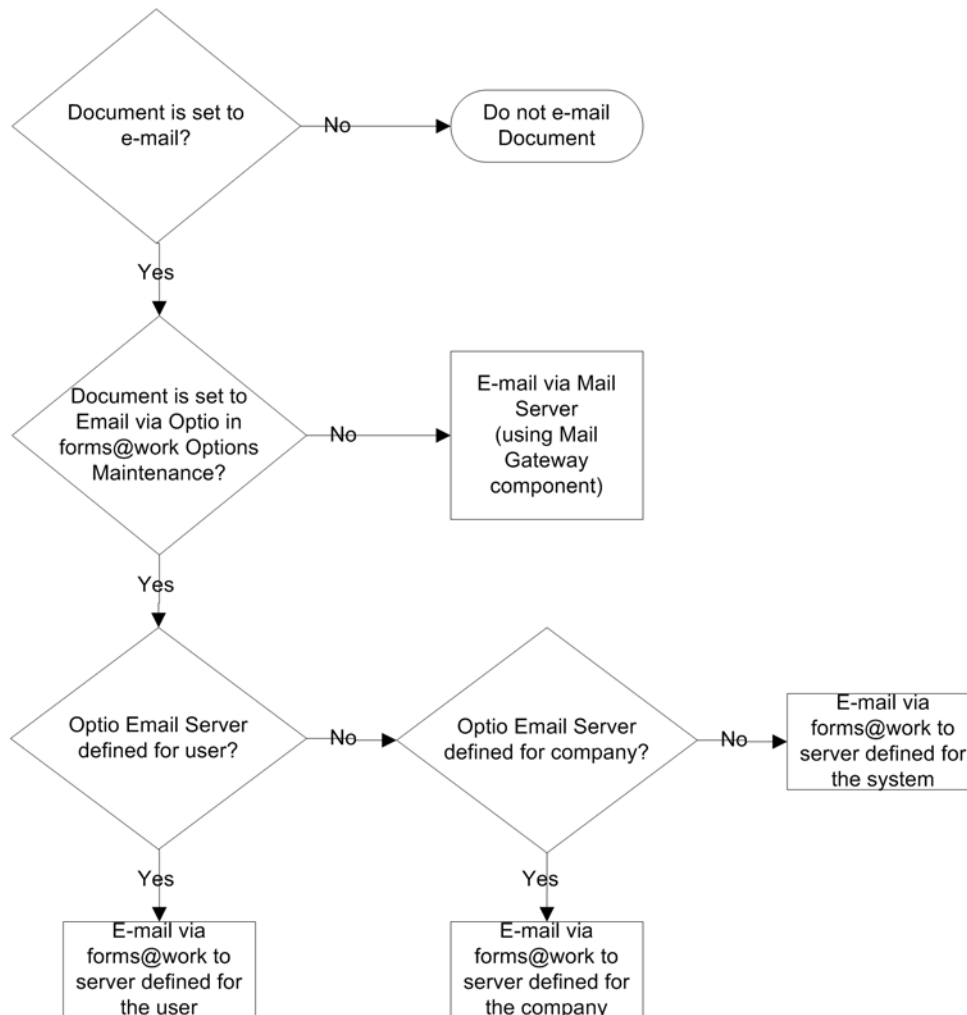 Document is set to
e-mail?
No
Do not e-mail
Document
Yes
Document is set to
Email via Optio in
forms@work Options
Maintenance?
No
E-mail via Mail
Server
(using Mail
Gateway
component)
Yes
Optio Email Server
defined for user?
No
Optio Email Server
defined for company?
No
E-mail via
forms@work to
server defined for
the system
Yes
E-mail via
forms@work to
server defined for
the user
Yes
E-mail via
forms@work to
server defined for
the company